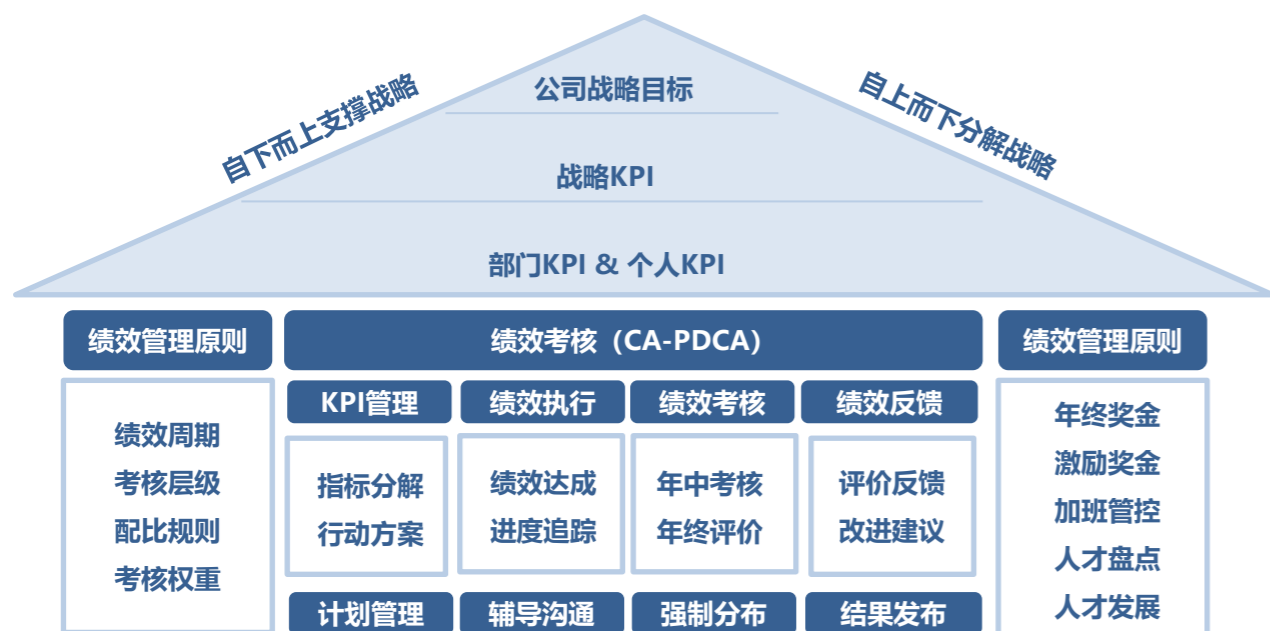 公司战略目标
自下而上支撑战略
自上而下分解战略
战略KPI
部门KPI & 个人KPI
绩效管理原则
绩效周期
考核层级
配比规则
考核权重
绩效考核（CA-PDCA）
KPI管理
指标分解
行动方案
计划管理
绩效执行
绩效达成
进度追踪
辅导沟通
绩效考核
年中考核
年终评价
强制分布
绩效反馈
评价反馈
改进建议
结果发布
绩效管理原则
年终奖金
激励奖金
加班管控
人才盘点
人才发展